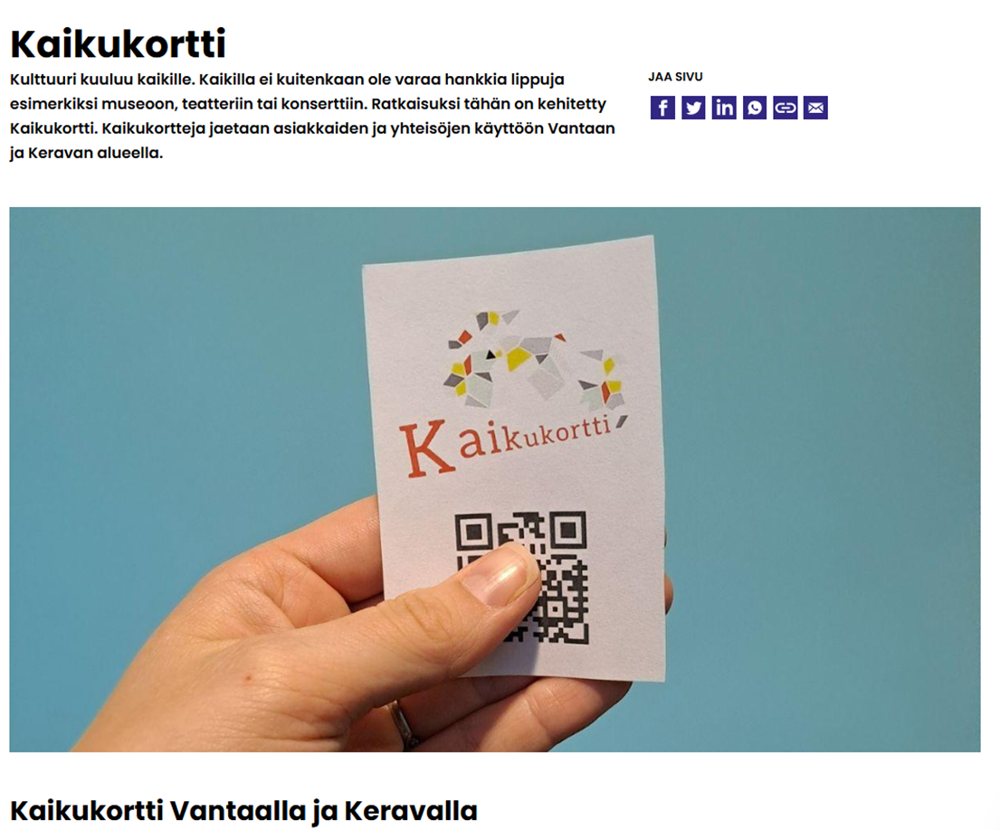 Kaikukortti
Kulttuuri kuuluu kaikille. Kaikilla ei kuitenkaan ole varaa hankkia lippuja
esimerkiksi museoon, teatteriin tai konserttiin. Ratkaisuksi tähän on kehitetty
Kaikukortti. Kaikukortteja jaetaan asiakkaiden ja yhteisöjen käyttöön Vantaan
ja Keravan alueella.
JAA SIVU
Kaikukortti
Kaikukortti Vantaalla ja Keravalla